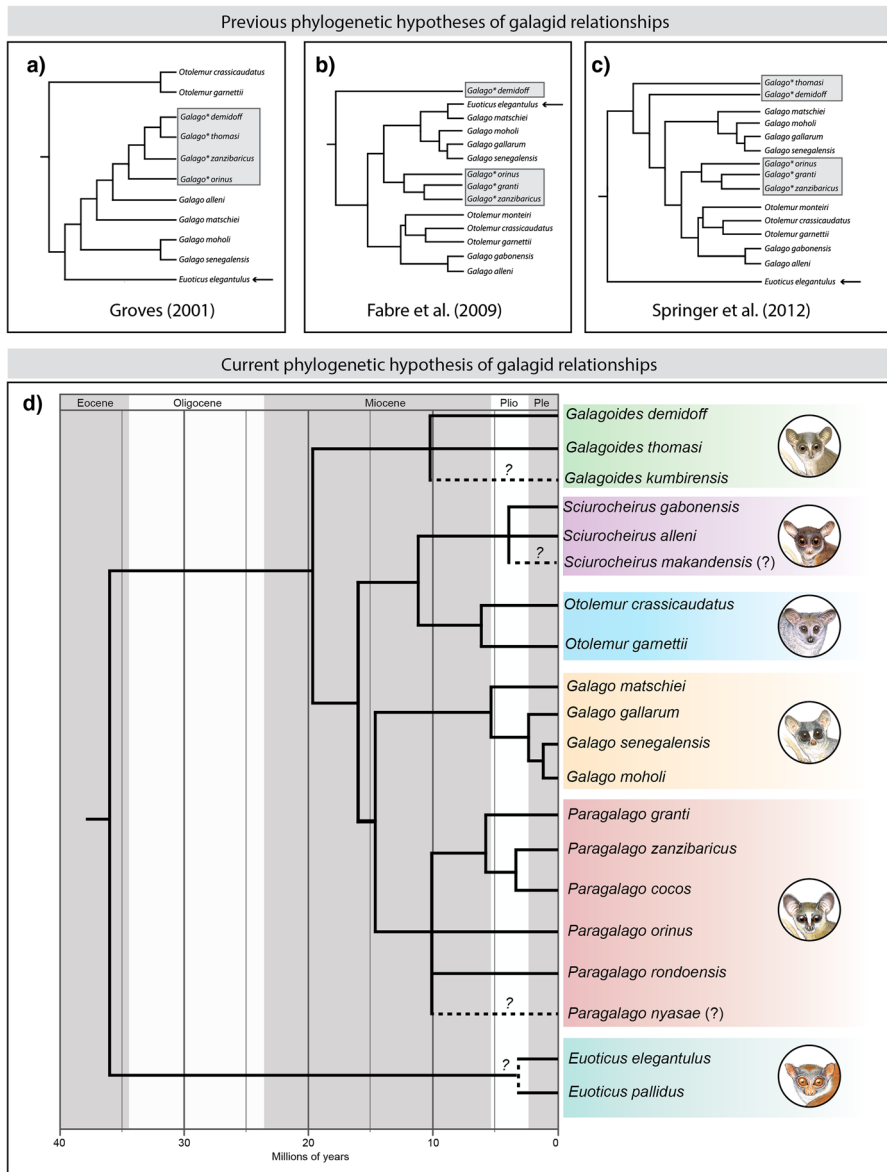 Previous phylogenetic hypotheses of galagid relationships
a)
Otolemur crassicaudatus
Otolemur garnettii
Galago* demidoff
Galago* thomasi
Galago* zanzibaricus
Galago* orinus
Galago alleni
Galago matschiei
Galago moholi
Galago senegalensis
Euoticus elegantulus
Groves (2001)
b)
Galago* demidoff
Euoticus elegantulus
Galago matschiei
Galago moholi
Galago gallarum
Galago senegalensis
Galago* orinus
Galago* granti
Galago* zanzibaricus
Otolemur monteiri
Otolemur crassicaudatus
Otolemur garnettii
Galago gabonensis
Galago alleni
Fabre et al. (2009)
c)
Galago* thomasi
Galago* demidoff
Galago matschiei
Galago moholi
Galago gallarum
Galago senegalensis
Galago* orinus
Galago* granti
Galago* zanzibaricus
Otolemur monteiri
Otolemur crassicaudatus
Otolemur garnettii
Galago gabonensis
Galago alleni
Euoticus elegantulus
Springer et al. (2012)
Current phylogenetic hypothesis of galagid relationships
d)
Eocene Oligocene Miocene Plio Ple
Galagoides demidoff
Galagoides thomasi
? Galagoides kumbirensis
Sciurocheirus gabonensis
Sciurocheirus alleni
? Sciurocheirus makandensis (?)
Otolemur crassicaudatus
Otolemur garnettii
Galago matschiei
Galago gallarum
Galago senegalensis
Galago moholi
Paragalago granti
Paragalago zanzibaricus
Paragalago cocos
Paragalago orinus
Paragalago rondoensis
? Paragalago nyasae (?)
Euoticus elegantulus
?
Euoticus pallidus
40 30 20 10 0
Millions of years